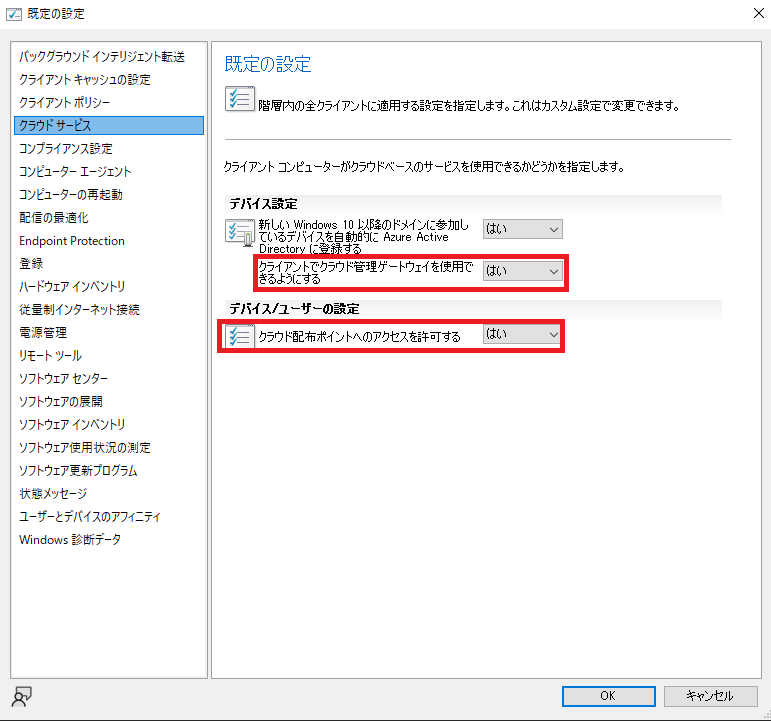 既定の設定
バックグラウンド インテリジェント転送
クライアント キャッシュの設定
クライアント ポリシー
クラウド サービス
コンプライアンス設定
コンピューター エージェント
コンピューターの再起動
配信の最適化
Endpoint Protection
登録
ハードウェア インベントリ
従量制インターネット接続
電源管理
リモート ツール
ソフトウェア センター
ソフトウェアの展開
ソフトウェア インベントリ
ソフトウェア使用状況の測定
ソフトウェア更新プログラム
状態メッセージ
ユーザーとデバイスのアフィニティ
Windows 診断データ
既定の設定
階層内の全クライアントに適用する設定を指定します。これはカスタム設定で変更できます。
クライアント コンピューターがクラウドベースのサービスを使用できるかどうかを指定します。
デバイス設定
新しい Windows 10 以降のドメインに参加し
ているデバイスを自動的に Azure Active
Directory に登録する
はい
クライアントでクラウド管理ゲートウェイを使用で
きるようにする
はい
デバイス/ユーザーの設定
クラウド配布ポイントへのアクセスを許可する
はい
OK
キャンセル